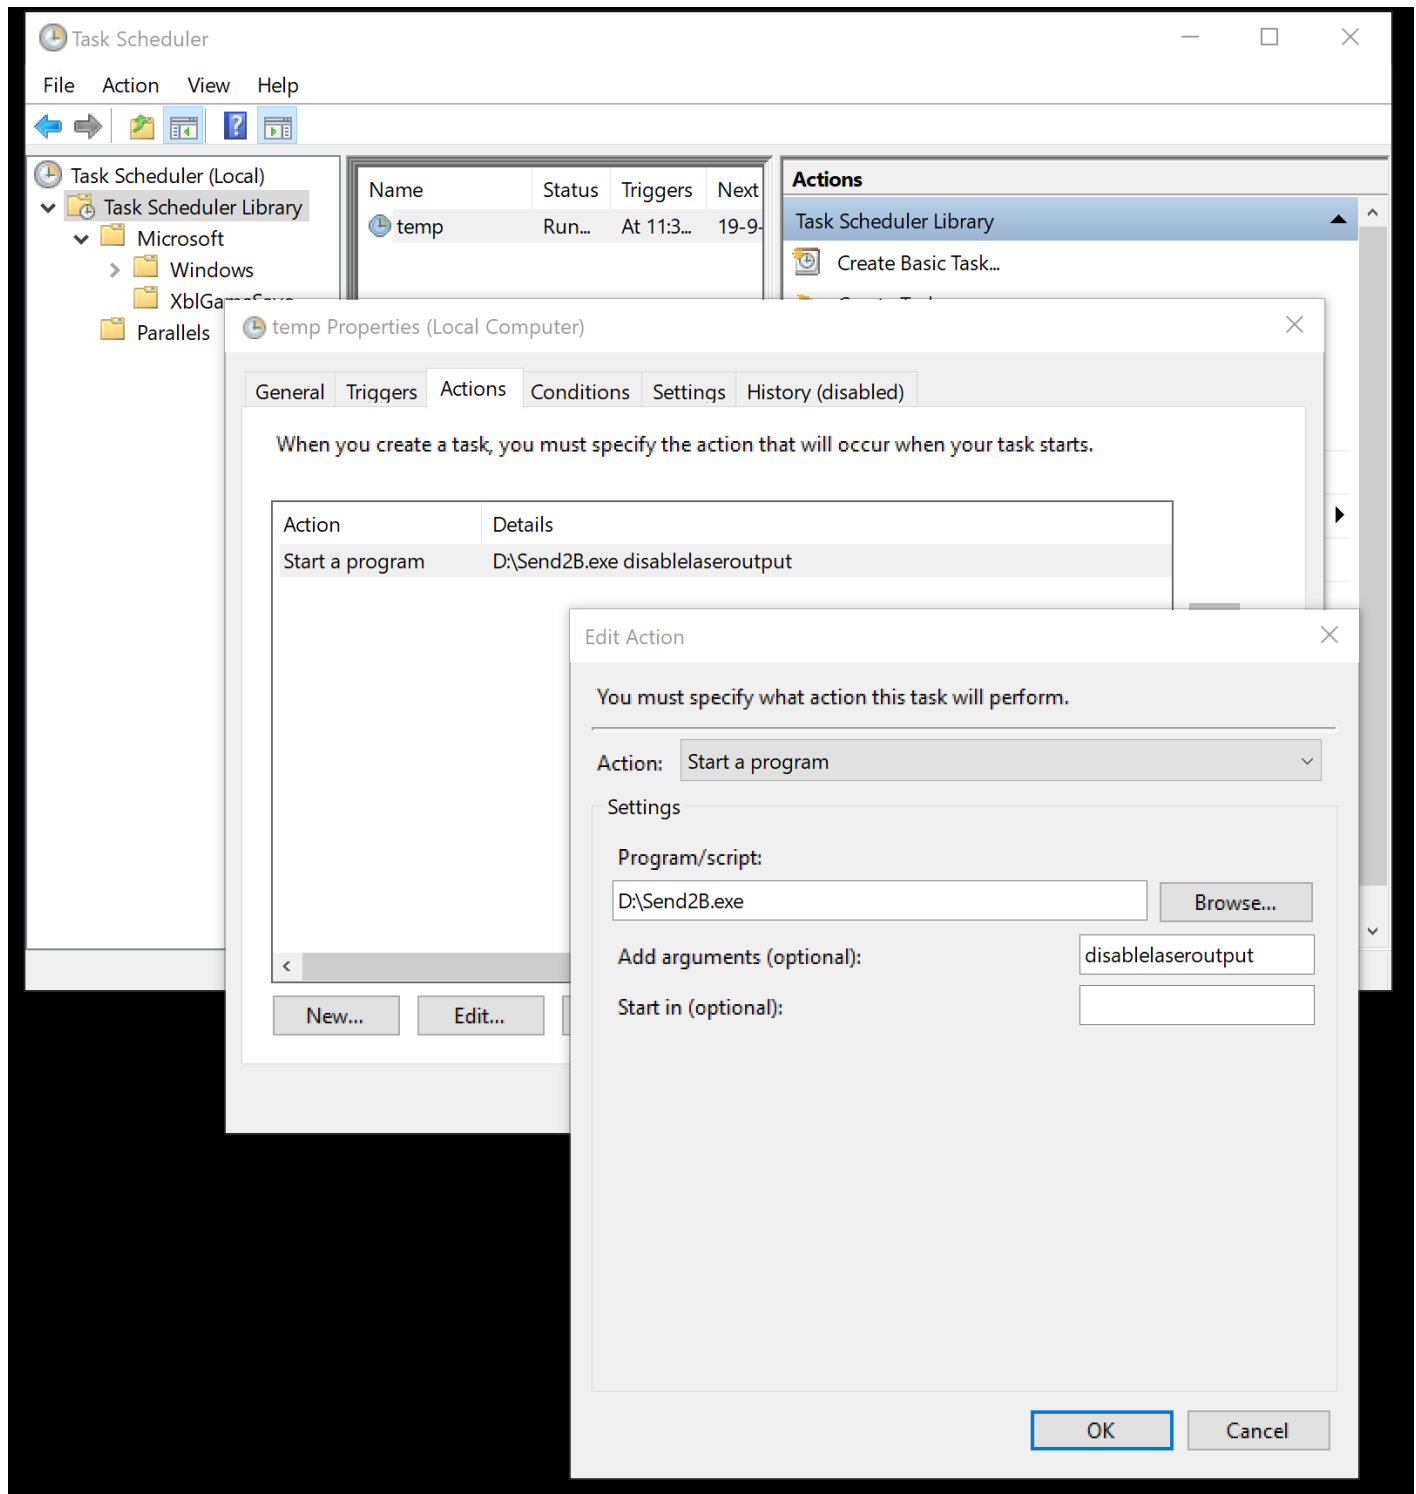 Task Scheduler
File Action View Help
Task Scheduler (Local)
Task Scheduler Library
Microsoft
Windows
Parallels
Name Status Triggers Next
temp Run... At 11:3... 19-9-
Actions
Task Scheduler Library
Create Basic Task...
temp Properties (Local Computer)
General Triggers Actions Conditions Settings History (disabled)
When you create a task, you must specify the action that will occur when your task starts.
Action Details
Start a program D:\Send2B.exe disablelaseroutput
New... Edit...
Edit Action
You must specify what action this task will perform.
Action: Start a program
Settings
Program/script:
D:\Send2B.exe Browse...
Add arguments (optional): disablelaseroutput
Start in (optional):
OK Cancel